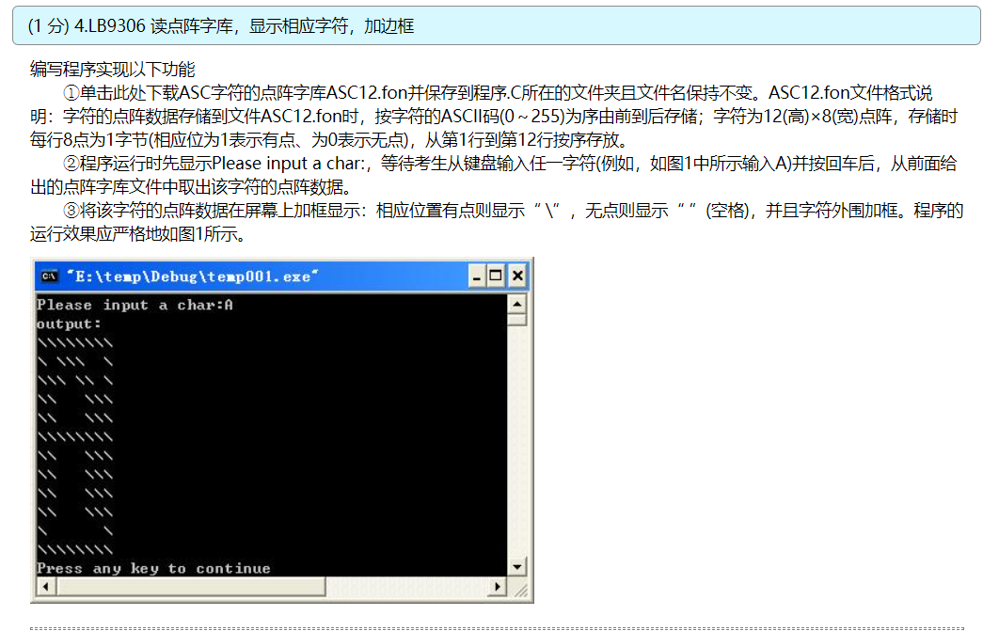 (1 分) 4.LB9306 读点阵字库，显示相应字符，加边框
编写程序实现以下功能
①单击此处下载ASC字符的点阵字库ASC12.fon并保存到程序.C所在的文件夹且文件名保持不变。ASC12.fon文件格式说
明：字符的点阵数据存储到文件ASC12.fon时，按字符的ASCII码(0～255)为序由前到后存储；字符为12(高)×8(宽)点阵，存储时
每行8点为1字节(相应位为1表示有点、为0表示无点)，从第1行到第12行按序存放。
②程序运行时先显示Please input a char:，等待考生从键盘输入任一字符(例如，如图1中所示输入A)并按回车后，从前面给
出的点阵字库文件中取出该字符的点阵数据。
③将该字符的点阵数据在屏幕上加框显示：相应位置有点则显示“ \”，无点则显示“ ”(空格)，并且字符外围加框。程序的
运行效果应严格地如图1所示。
"E:\temp\Debug\temp001.exe"
Please input a char:A
output:
\\\\\\\\
\ \\\  \
\\\ \\ \
\\   \\\
\\   \\\
\\\\\\\\
\\   \\\
\\   \\\
\\   \\\
\\   \\\
\      \
\\\\\\\\
Press any key to continue